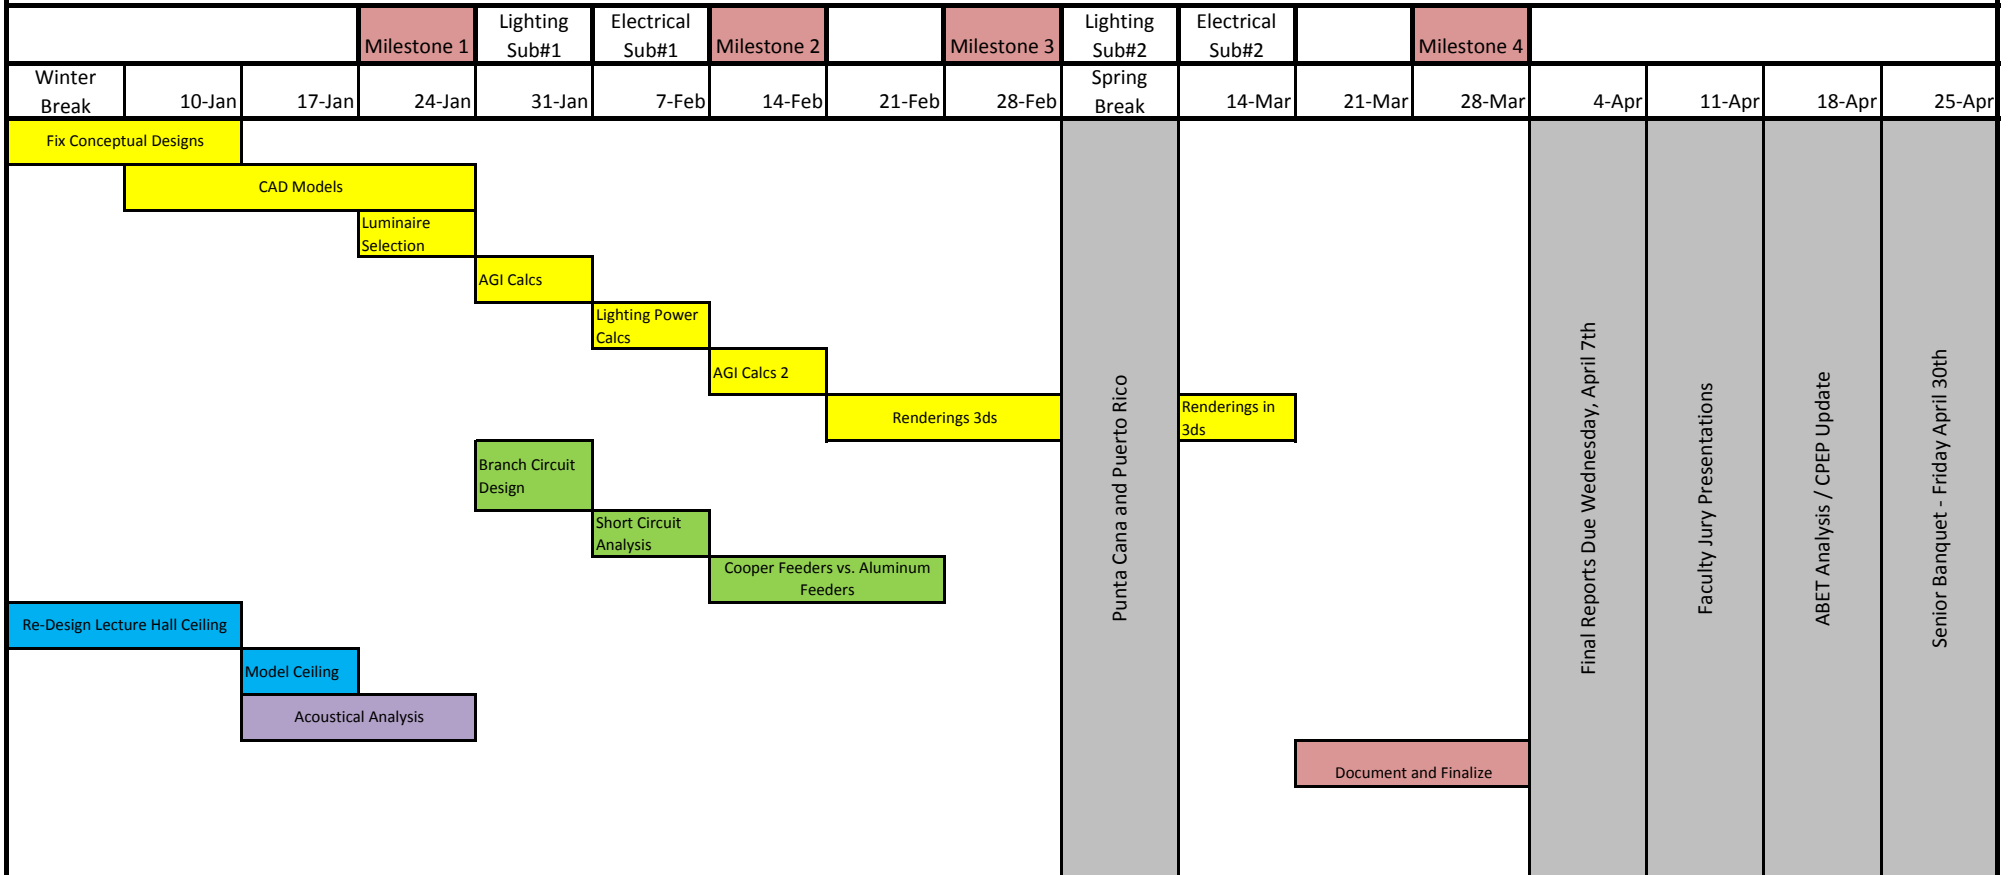 Milestone 1
Lighting
Sub#1
Electrical
Sub#1
Milestone 2
Milestone 3
Lighting
Sub#2
Electrical
Sub#2
Milestone 4
Winter
Break
10-Jan
17-Jan
24-Jan
31-Jan
7-Feb
14-Feb
21-Feb
28-Feb
Spring
Break
14-Mar
21-Mar
28-Mar
4-Apr
11-Apr
18-Apr
25-Apr
Fix Conceptual Designs
CAD Models
Luminaire
Selection
AGI Calcs
Lighting Power
Calcs
AGI Calcs 2
Renderings 3ds
Renderings in
3ds
Branch Circuit
Design
Short Circuit
Analysis
Cooper Feeders vs. Aluminum
Feeders
Re-Design Lecture Hall Ceiling
Model Ceiling
Acoustical Analysis
Document and Finalize
Punta Cana and Puerto Rico
Final Reports Due Wednesday, April 7th
Faculty Jury Presentations
ABET Analysis / CPEP Update
Senior Banquet - Friday April 30th